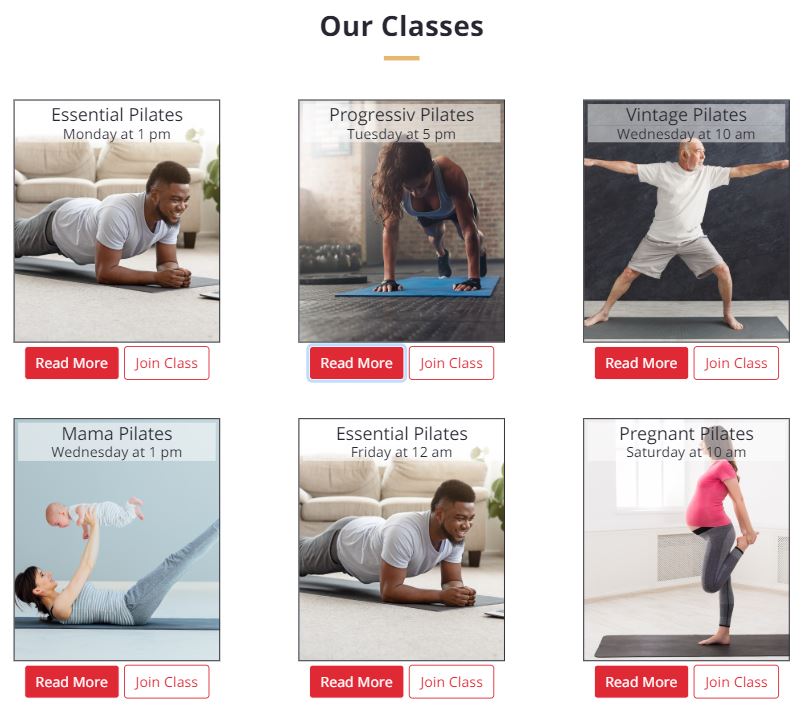 Our Classes
Essential Pilates
Monday at 1 pm
Read More
Join Class
Progressiv Pilates
Tuesday at 5 pm
Read More
Join Class
Vintage Pilates
Wednesday at 10 am
Read More
Join Class
Mama Pilates
Wednesday at 1 pm
Read More
Join Class
Essential Pilates
Friday at 12 am
Read More
Join Class
Pregnant Pilates
Saturday at 10 am
Read More
Join Class